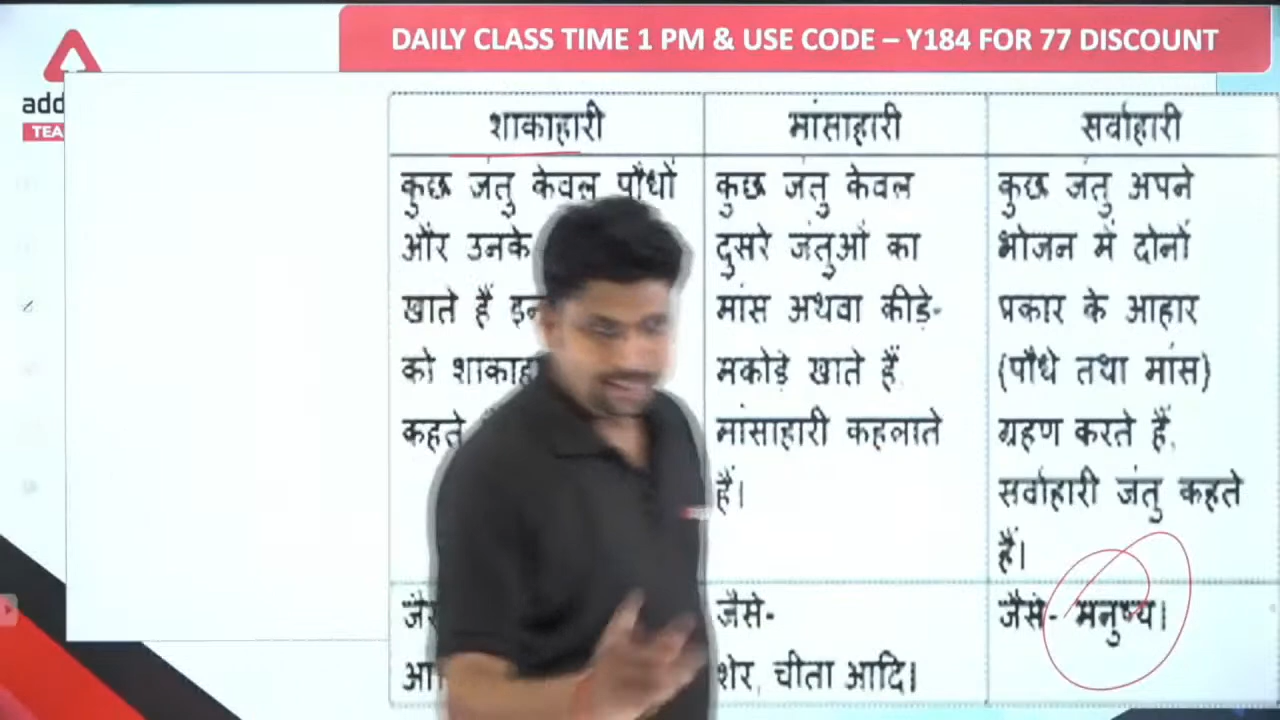 DAILY CLASS TIME 1 PM & USE CODE – Y184 FOR 77 DISCOUNT
add
TEA
शाकाहारी
कुछ जंतु केवल पौधों
और उनके
खाते हैं
को
कहते
मांसाहारी
कुछ जंतु केवल
दुसरे जंतुओं का
मांस अथवा कीड़े-
मकोड़े खाते हैं
मांसाहारी कहलाते
हैं।
जैसे-
शेर, चीता आदि।
सर्वाहारी
कुछ जंतु अपने
भोजन में दोनों
प्रकार के आहार
(पौधे तथा मांस)
ग्रहण करते हैं,
सर्वाहारी जंतु कहते
हैं।
जैसे- मनुष्य।